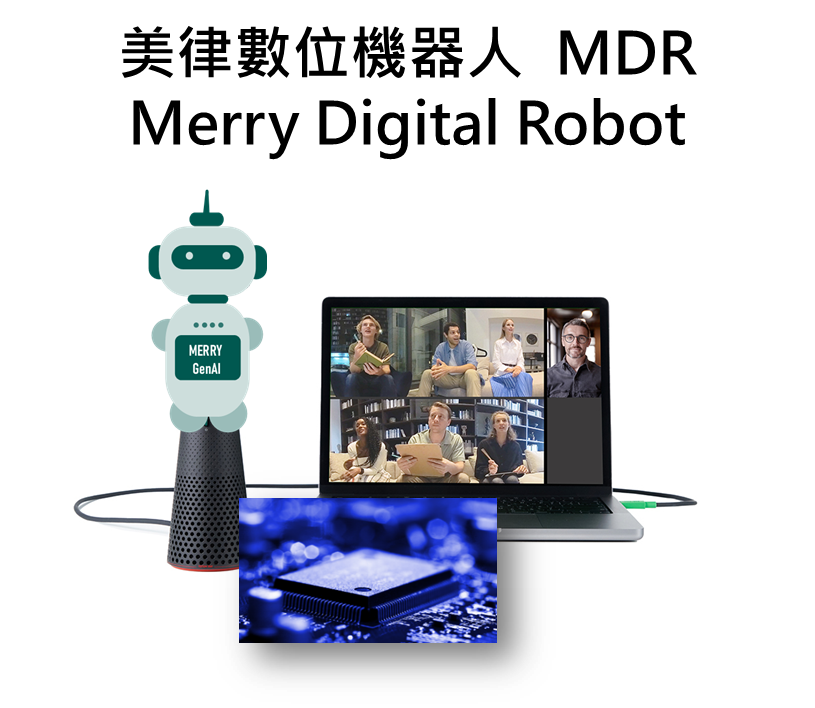 美律數位機器人 MDR
Merry Digital Robot
MERRY
GenAI